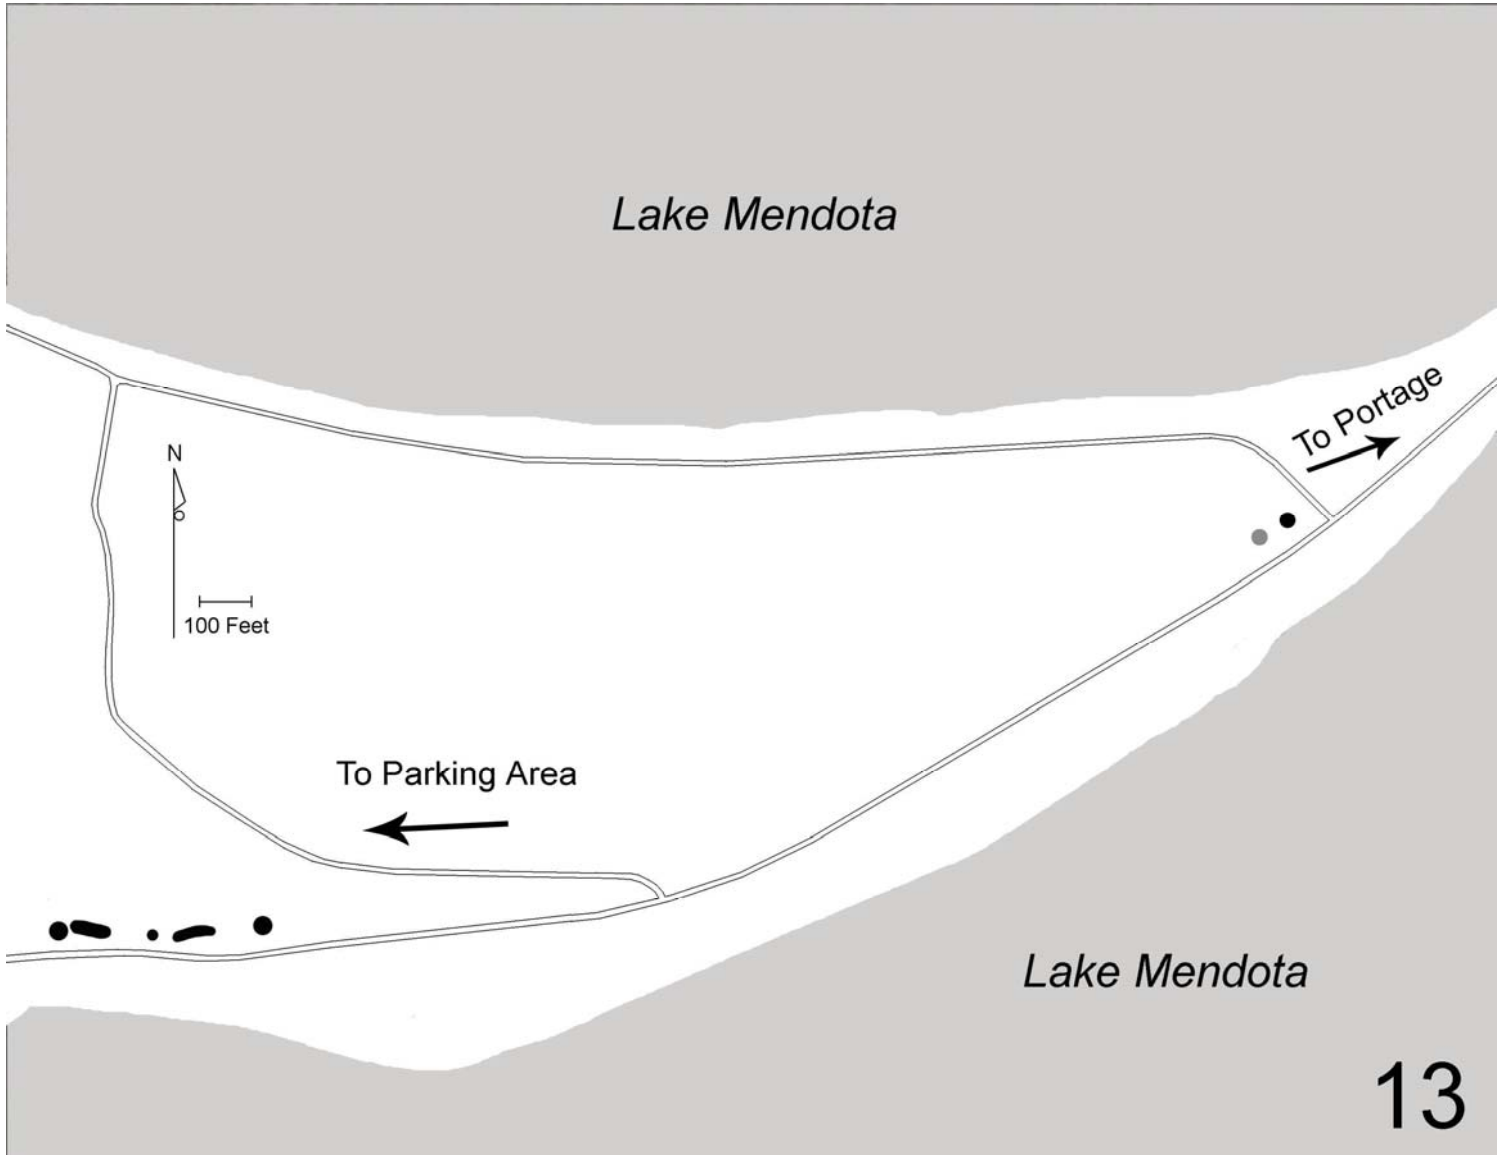 Lake Mendota
To Portage
N
100 Feet
To Parking Area
Lake Mendota
13